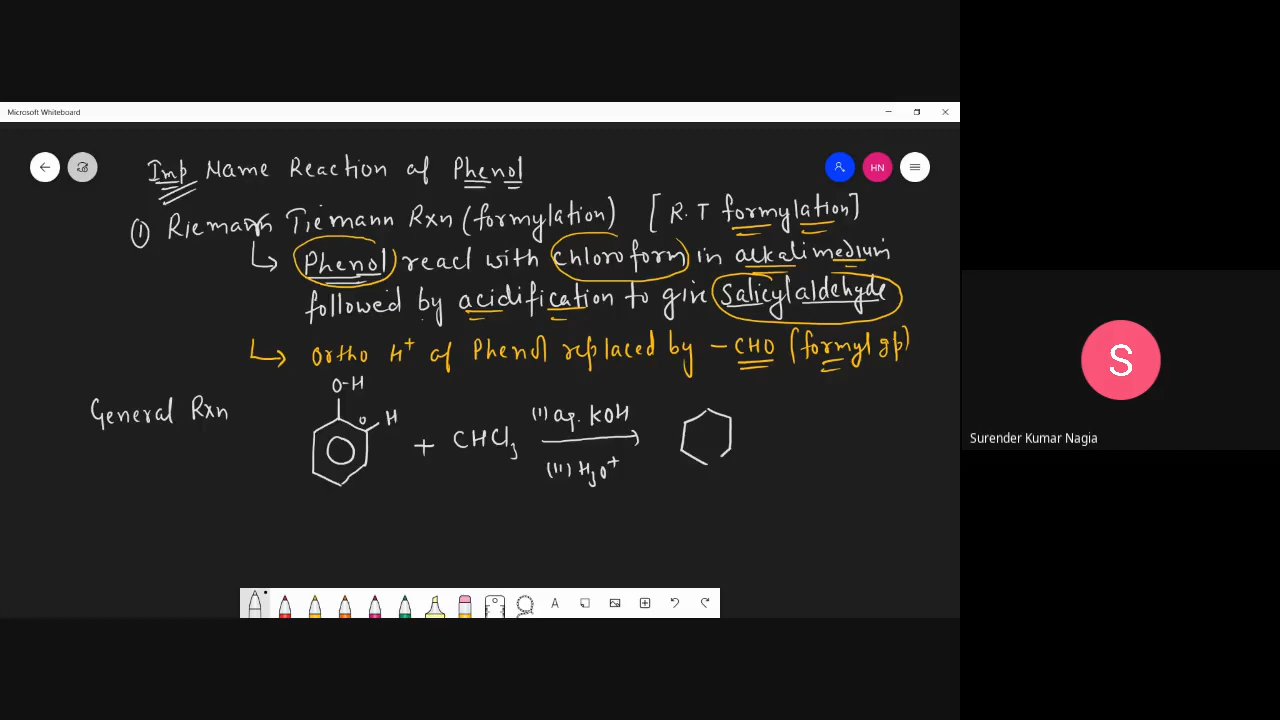 Microsoft Whiteboard
Imp Name Reaction of Phenol
HN
① Riemann Tiemann Rxn (formylation) [R.T formylation]
↳ Phenol react with chloroform in alkali medium
followed by acidification to give Salicylaldehyde
↳ Ortho H⁺ of Phenol replaced by -CHO (formyl gp)
General Rxn
O-H
o H
+ CHCl₃
(i) aq. KOH
(ii) H₃O⁺
S
Surender Kumar Nagia
A